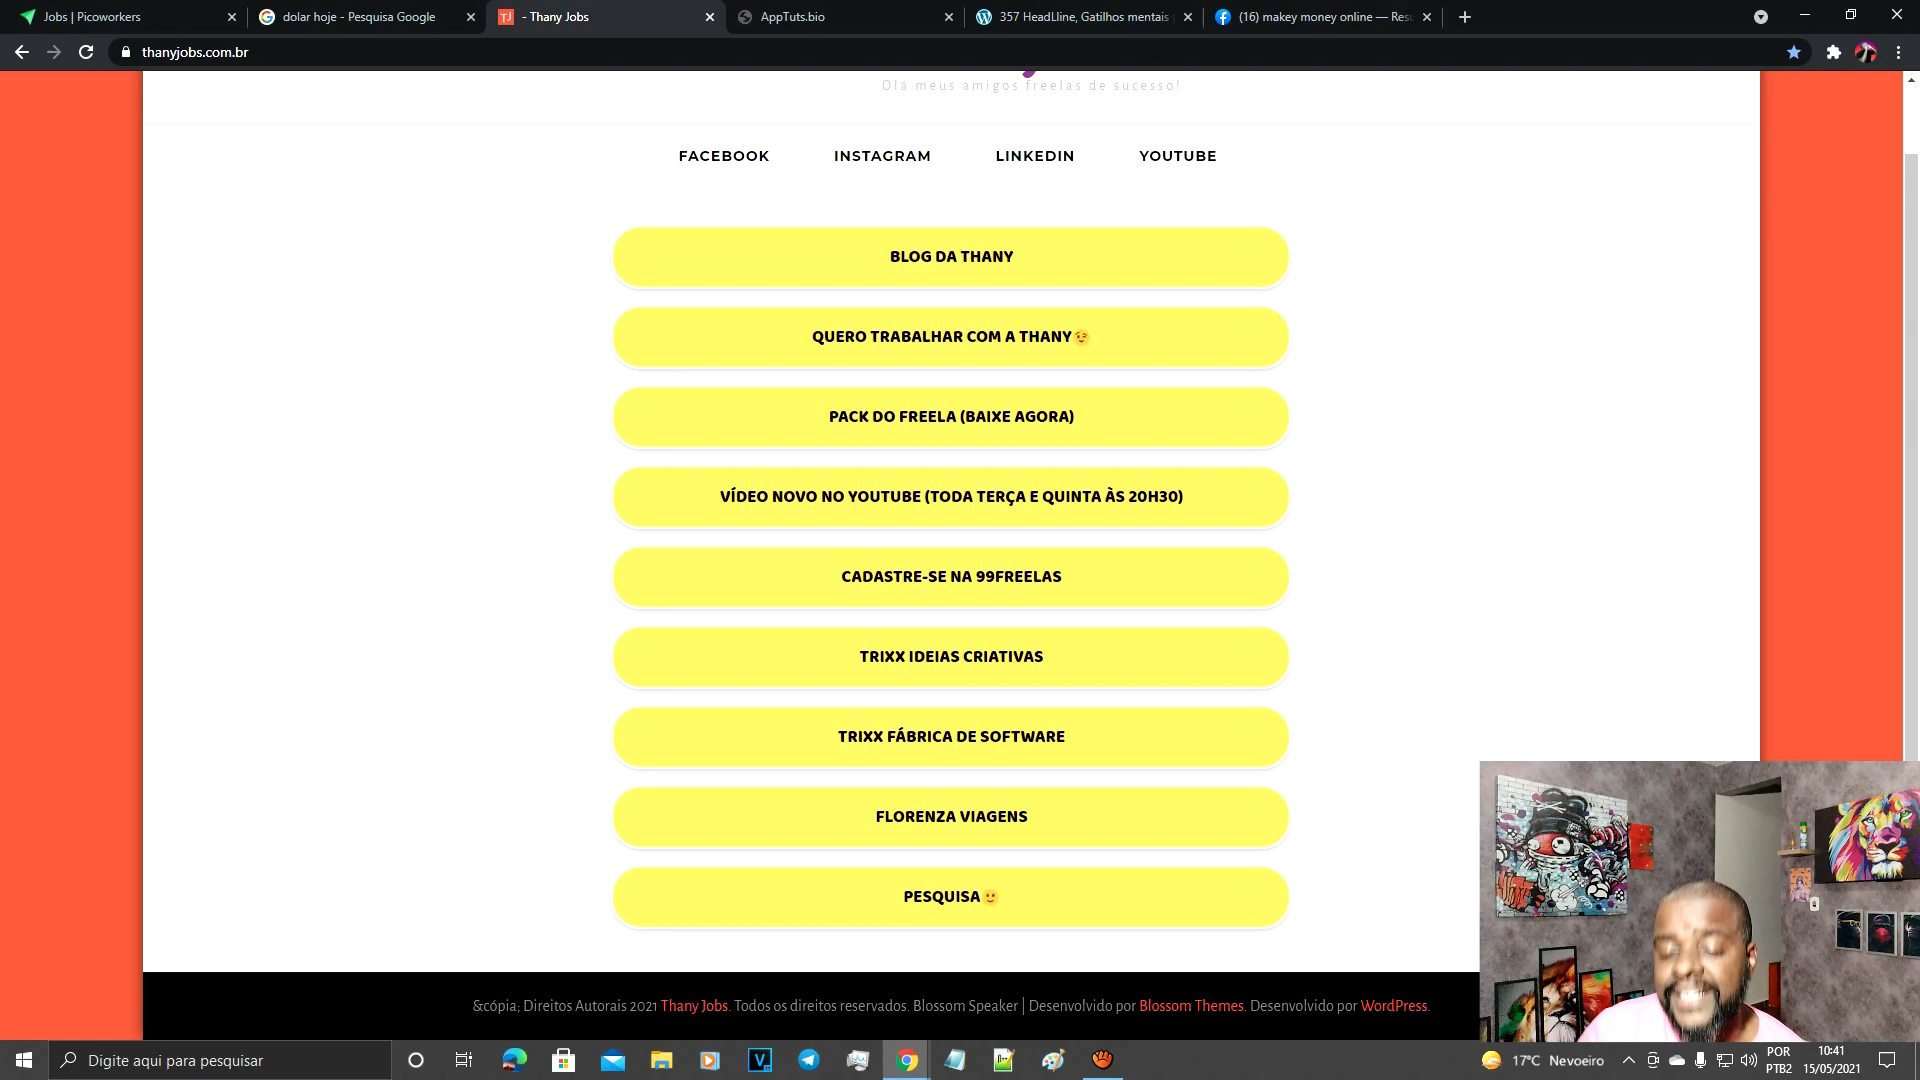 Jobs | Picoworkers
dolar hoje - Pesquisa Google
TJ - Thany Jobs
AppTuts.bio
357 HeadLline, Gatilhos mentais
(16) makey money online — Resu
thanyjobs.com.br
Olá meus amigos freelas de sucesso!
FACEBOOK INSTAGRAM LINKEDIN YOUTUBE
BLOG DA THANY
QUERO TRABALHAR COM A THANY😉
PACK DO FREELA (BAIXE AGORA)
VÍDEO NOVO NO YOUTUBE (TODA TERÇA E QUINTA ÀS 20H30)
CADASTRE-SE NA 99FREELAS
TRIXX IDEIAS CRIATIVAS
TRIXX FÁBRICA DE SOFTWARE
FLORENZA VIAGENS
PESQUISA🙂
&cópia; Direitos Autorais 2021 Thany Jobs. Todos os direitos reservados. Blossom Speaker | Desenvolvido por Blossom Themes. Desenvolvido por WordPress.
Digite aqui para pesquisar
17°C Nevoeiro
POR
PTB2
10:41
15/05/2021